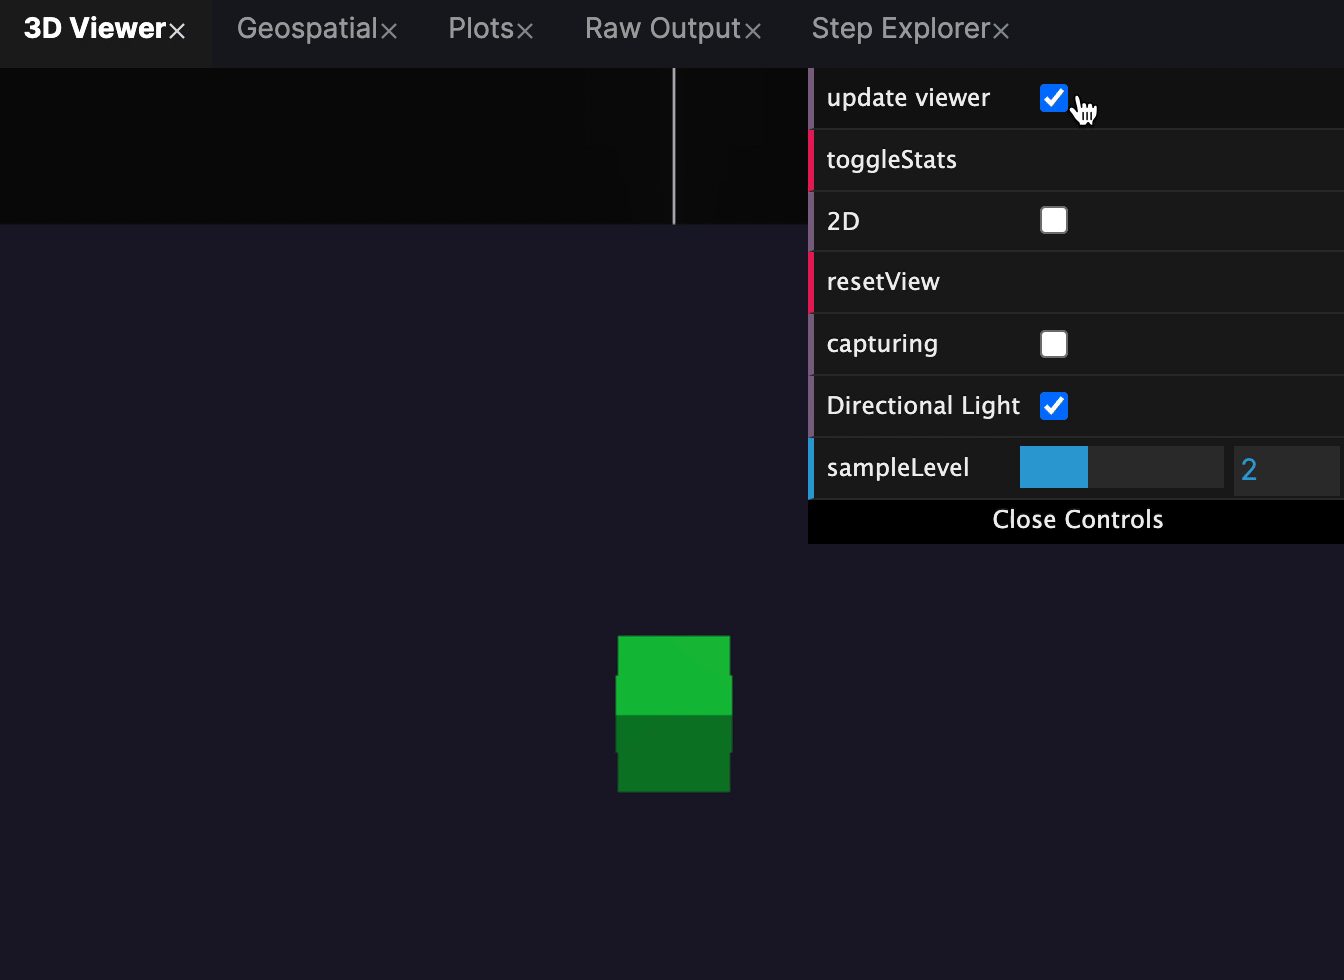 3D Viewer× Geospatial× Plots× Raw Output× Step Explorer×
update viewer
toggleStats
2D
resetView
capturing
Directional Light
sampleLevel 2
Close Controls